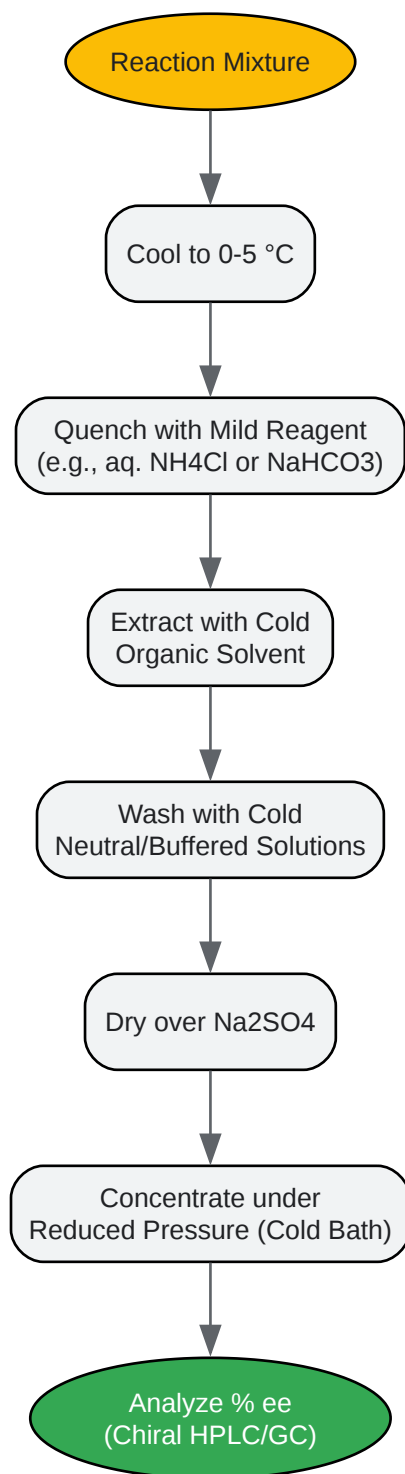 Reaction Mixture
Cool to 0-5 °C
Quench with Mild Reagent
(e.g., aq. NH4Cl or NaHCO3)
Extract with Cold
Organic Solvent
Wash with Cold
Neutral/Buffered Solutions
Dry over Na2SO4
Concentrate under
Reduced Pressure (Cold Bath)
Analyze % ee
(Chiral HPLC/GC)